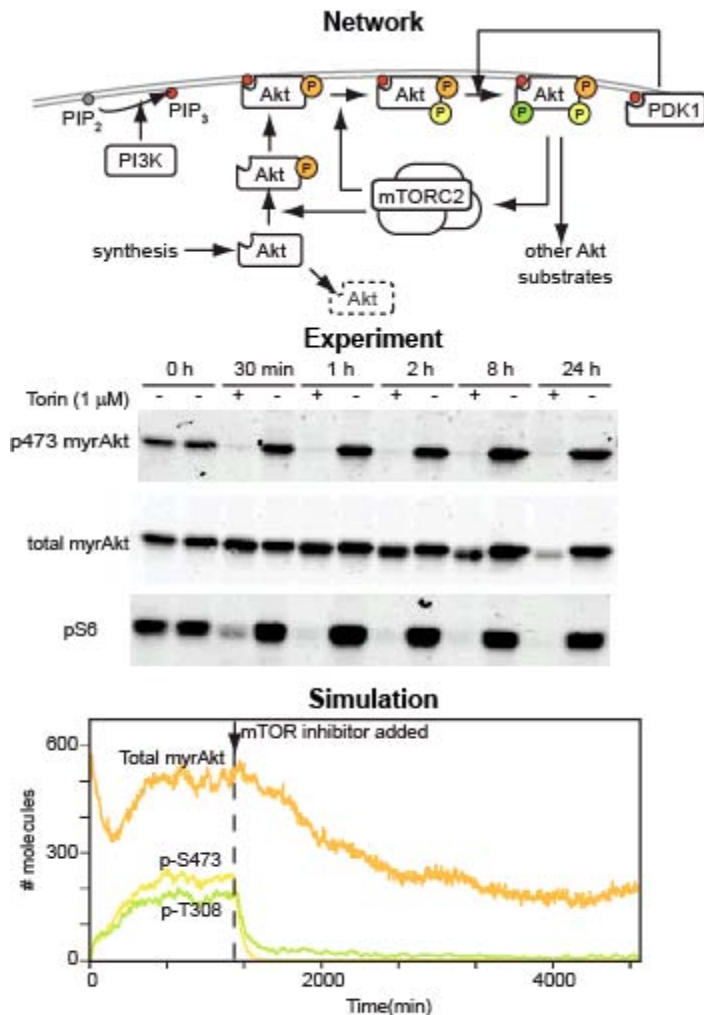 Network
Akt P Akt P P Akt P P P PDK1
PIP2 PIP3
PI3K
Akt P
mTORC2
synthesis Akt
Akt
other Akt
substrates
Experiment
0 h 30 min 1 h 2 h 8 h 24 h
Torin (1 µM) - - + - + - + - + - + -
p473 myrAkt
total myrAkt
pS6
Simulation
mTOR inhibitor added
600
Total myrAkt
300
# molecules
p-S473
p-T308
0
0 2000 4000
Time(min)